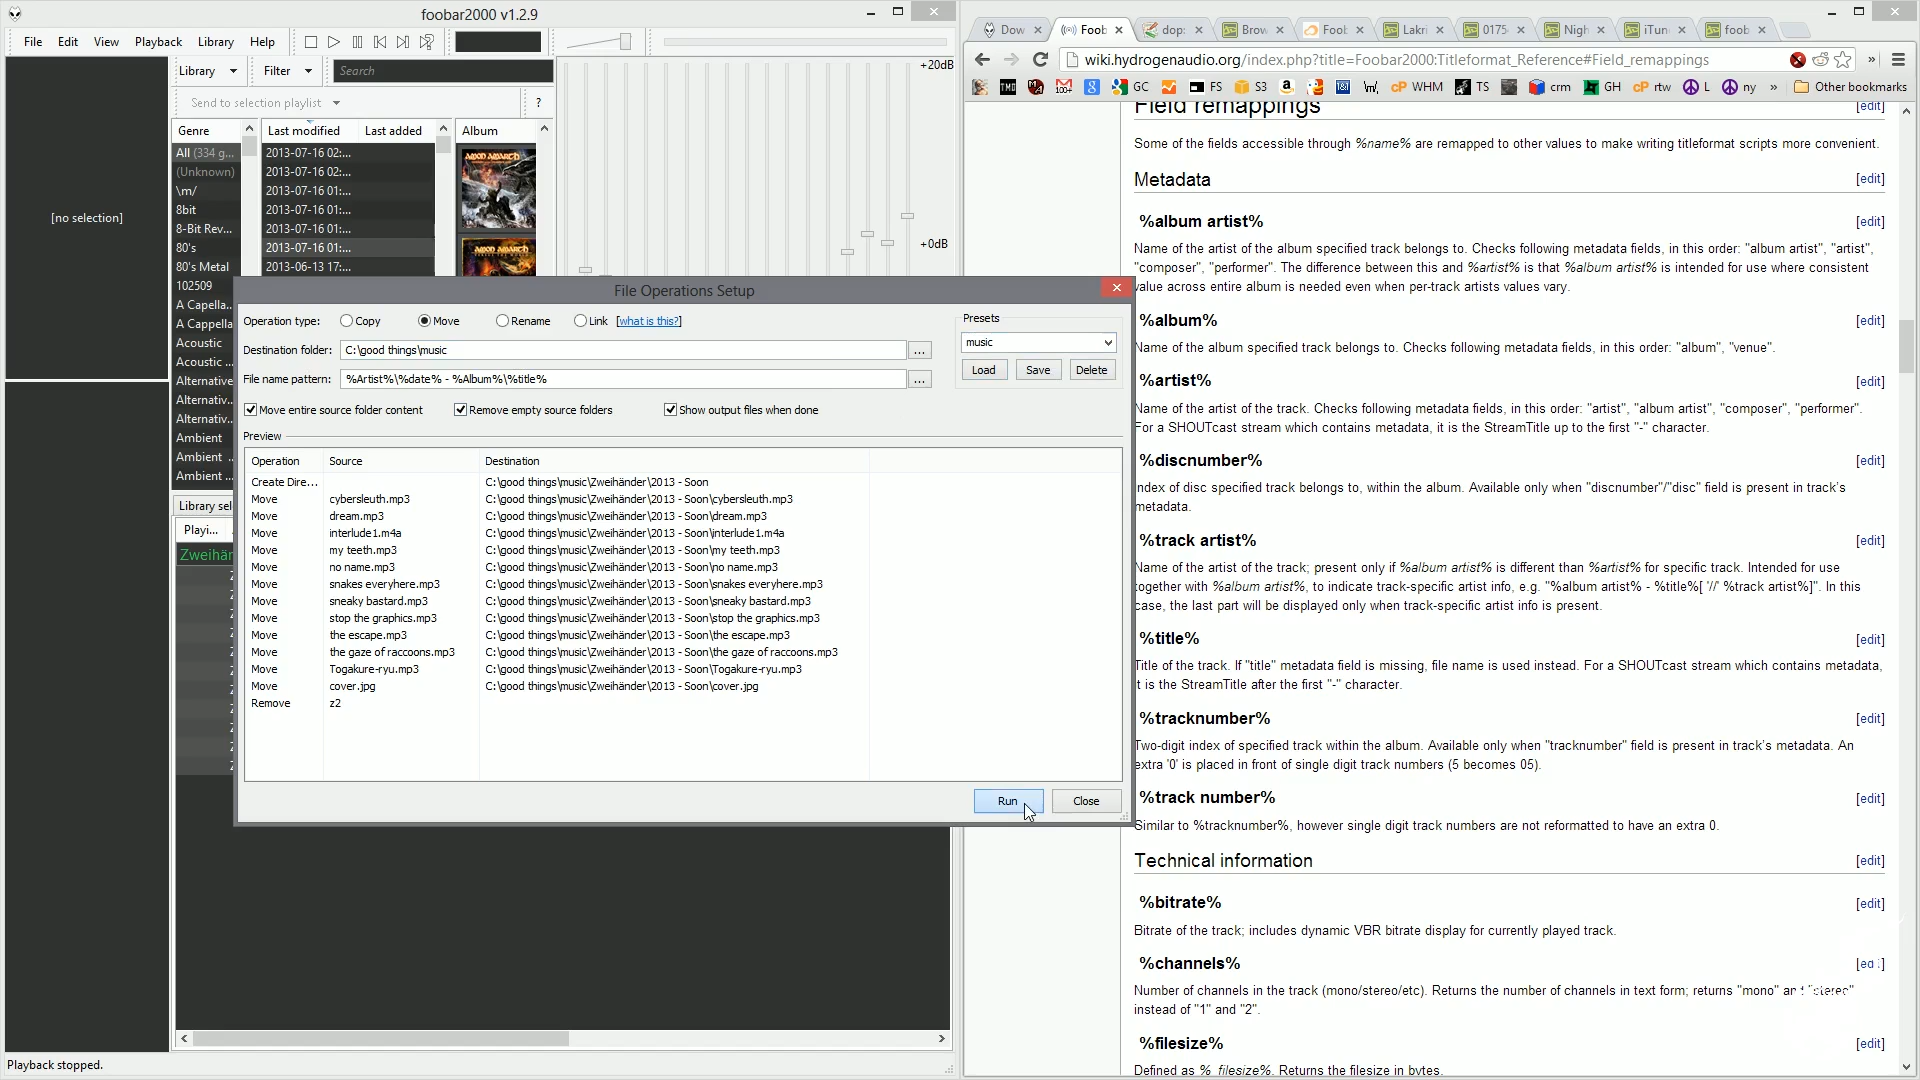 foobar2000 v1.2.9
File Edit View Playback Library Help
Library Filter Search
Send to selection playlist ?
Genre Last modified Last added Album
All (334 g... 2013-07-16 02:...
(Unknown) 2013-07-16 02:...
\m/ 2013-07-16 01:...
8bit 2013-07-16 01:...
8-Bit Rev... 2013-07-16 01:...
80's 2013-07-16 01:...
80's Metal 2013-06-13 17:...
102509
A Capella...
A Cappella
Acoustic
Acoustic ...
Alternative
Alternativ...
Alternativ...
Ambient
Ambient ...
Ambient ...
[no selection]
AMON AMARTH
AMON AMARTH
+20dB
+0dB
Library sel
Playi...
Zweihän
Playback stopped.
File Operations Setup
Operation type: Copy Move Rename Link [what is this?]
Destination folder: C:\good things\music ...
File name pattern: %Artist%\%date% - %Album%\%title% ...
Presets
music
Load Save Delete
Move entire source folder content Remove empty source folders Show output files when done
Preview
Operation Source Destination
Create Dire... C:\good things\music\Zweihänder\2013 - Soon
Move cybersleuth.mp3 C:\good things\music\Zweihänder\2013 - Soon\cybersleuth.mp3
Move dream.mp3 C:\good things\music\Zweihänder\2013 - Soon\dream.mp3
Move interlude1.m4a C:\good things\music\Zweihänder\2013 - Soon\interlude1.m4a
Move my teeth.mp3 C:\good things\music\Zweihänder\2013 - Soon\my teeth.mp3
Move no name.mp3 C:\good things\music\Zweihänder\2013 - Soon\no name.mp3
Move snakes everyhere.mp3 C:\good things\music\Zweihänder\2013 - Soon\snakes everyhere.mp3
Move sneaky bastard.mp3 C:\good things\music\Zweihänder\2013 - Soon\sneaky bastard.mp3
Move stop the graphics.mp3 C:\good things\music\Zweihänder\2013 - Soon\stop the graphics.mp3
Move the escape.mp3 C:\good things\music\Zweihänder\2013 - Soon\the escape.mp3
Move the gaze of raccoons.mp3 C:\good things\music\Zweihänder\2013 - Soon\the gaze of raccoons.mp3
Move Togakure-ryu.mp3 C:\good things\music\Zweihänder\2013 - Soon\Togakure-ryu.mp3
Move cover.jpg C:\good things\music\Zweihänder\2013 - Soon\cover.jpg
Remove z2
Run Close
Dow Foob dop: Brow Foob Lakri 0175 Nigh iTun foob
wiki.hydrogenaudio.org/index.php?title=Foobar2000:Titleformat_Reference#Field_remappings
GC FS S3 \m/ WHM TS crm GH rtw L ny » Other bookmarks
Field remappings [edit]
Some of the fields accessible through %name% are remapped to other values to make writing titleformat scripts more convenient.
Metadata [edit]
%album artist% [edit]
Name of the artist of the album specified track belongs to. Checks following metadata fields, in this order: "album artist", "artist",
"composer", "performer". The difference between this and %artist% is that %album artist% is intended for use where consistent
value across entire album is needed even when per-track artists values vary.
%album% [edit]
Name of the album specified track belongs to. Checks following metadata fields, in this order: "album", "venue".
%artist% [edit]
Name of the artist of the track. Checks following metadata fields, in this order: "artist", "album artist", "composer", "performer".
For a SHOUTcast stream which contains metadata, it is the StreamTitle up to the first "-" character.
%discnumber% [edit]
Index of disc specified track belongs to, within the album. Available only when "discnumber"/"disc" field is present in track's
metadata.
%track artist% [edit]
Name of the artist of the track; present only if %album artist% is different than %artist% for specific track. Intended for use
together with %album artist%, to indicate track-specific artist info, e.g. "%album artist% - %title%[ '//' %track artist%]". In this
case, the last part will be displayed only when track-specific artist info is present.
%title% [edit]
Title of the track. If "title" metadata field is missing, file name is used instead. For a SHOUTcast stream which contains metadata,
it is the StreamTitle after the first "-" character.
%tracknumber% [edit]
Two-digit index of specified track within the album. Available only when "tracknumber" field is present in track's metadata. An
extra '0' is placed in front of single digit track numbers (5 becomes 05).
%track number% [edit]
Similar to %tracknumber%, however single digit track numbers are not reformatted to have an extra 0.
Technical information [edit]
%bitrate% [edit]
Bitrate of the track; includes dynamic VBR bitrate display for currently played track.
%channels% [edit]
Number of channels in the track (mono/stereo/etc). Returns the number of channels in text form; returns "mono" and "stereo"
instead of "1" and "2".
%filesize% [edit]
Defined as %_filesize%. Returns the filesize in bytes.